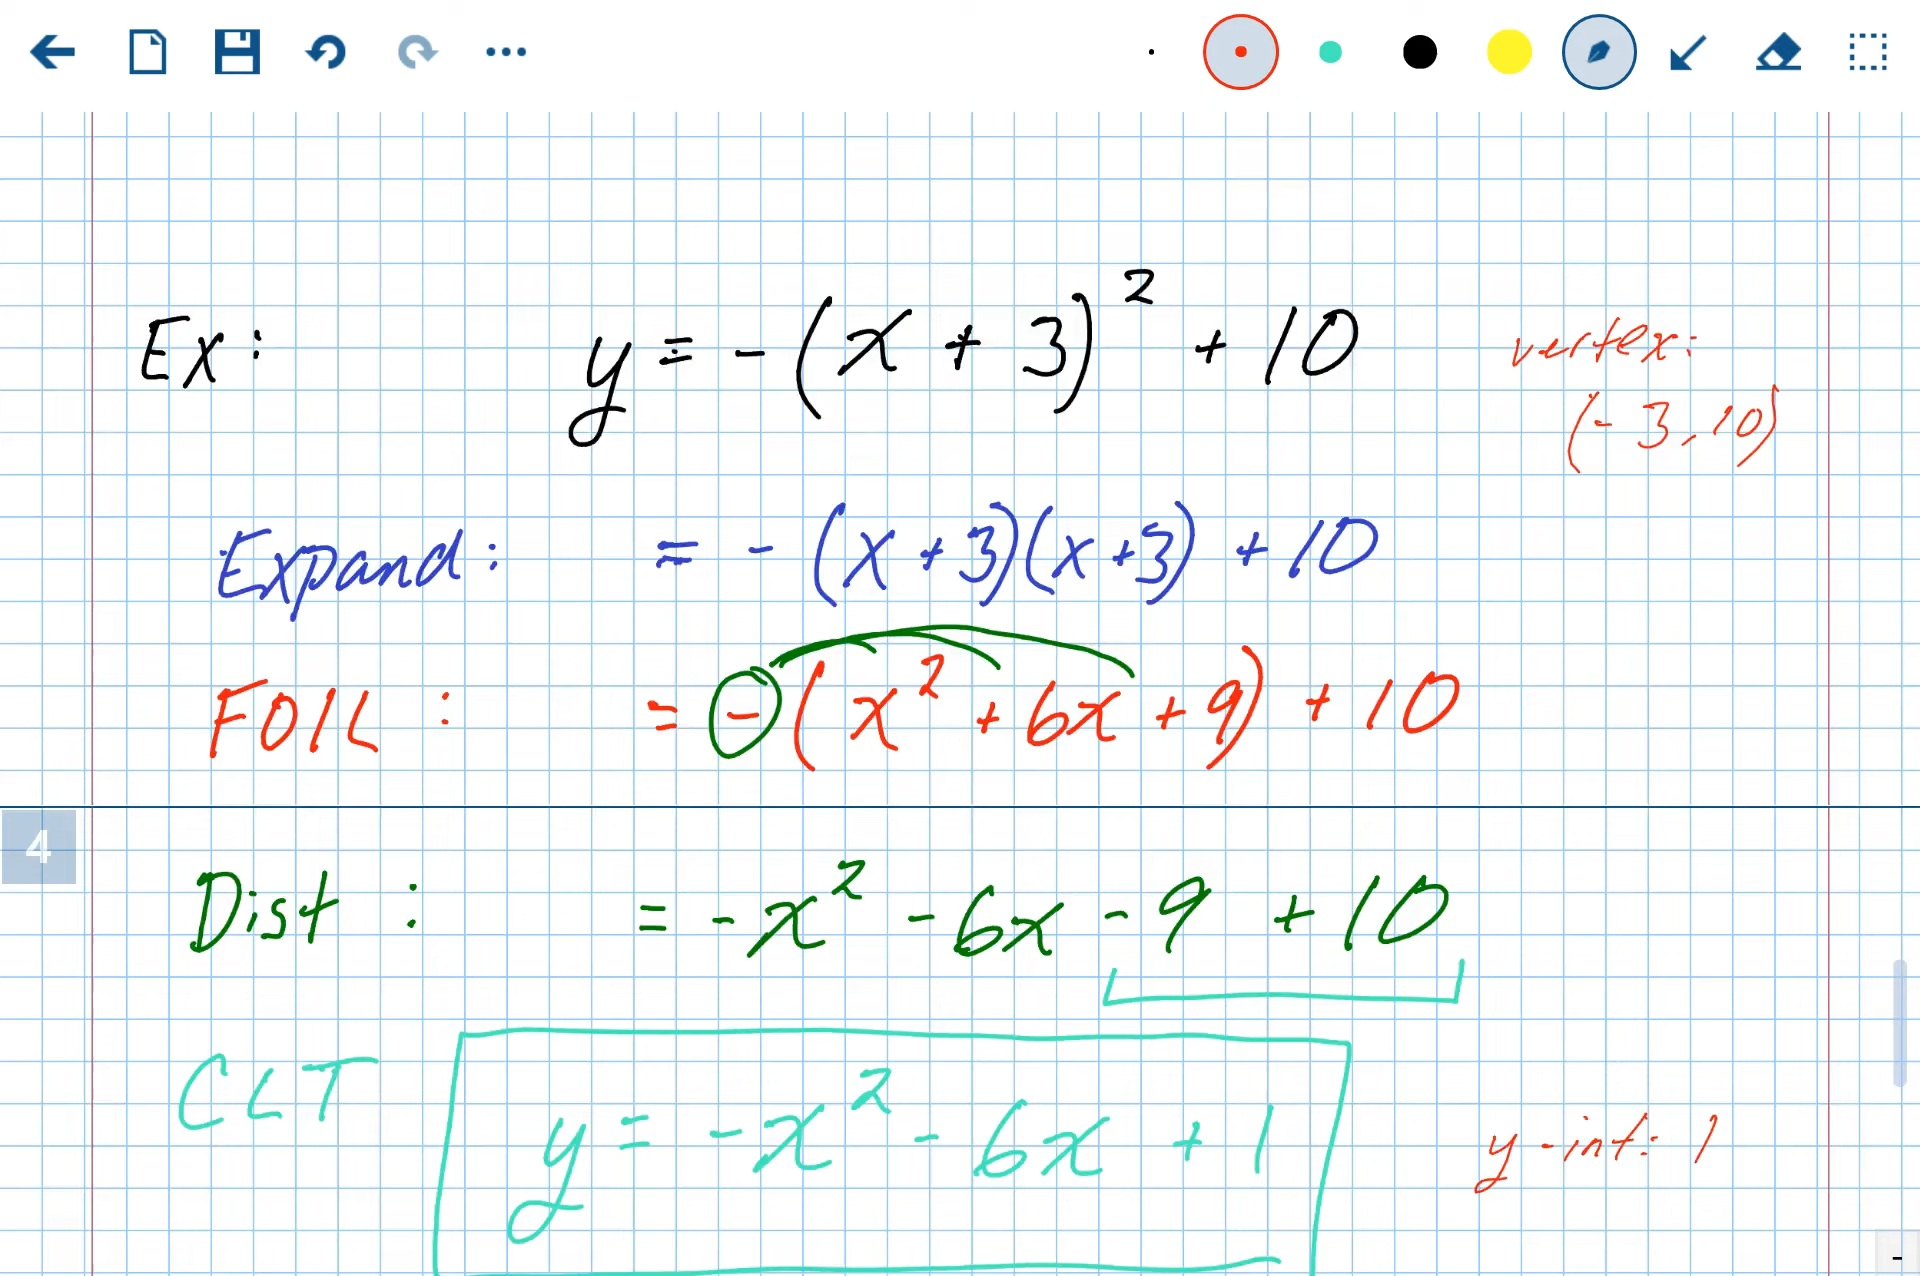 Ex: y = -(x + 3)² + 10
vertex:
(-3, 10)
Expand: = -(x+3)(x+3) +10
FOIL: = -(x² + 6x + 9) + 10
4
Dist: = -x² - 6x - 9 + 10
CLT y = -x² - 6x + 1
y-int: 1